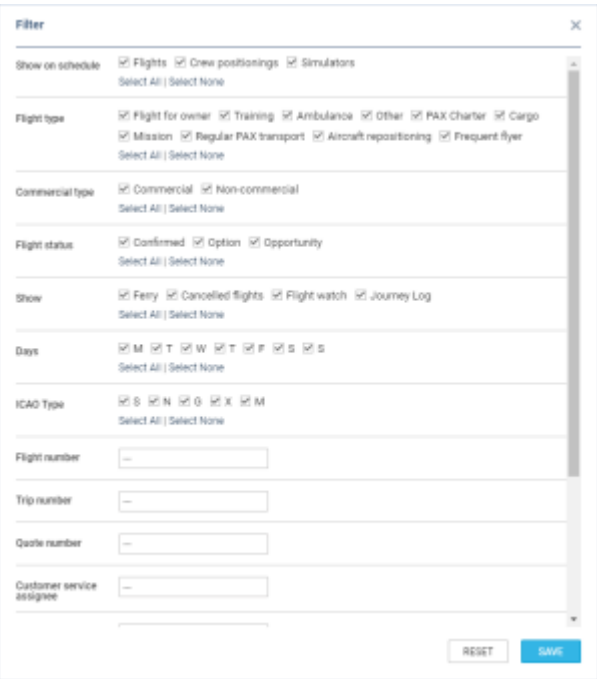 Filter
Show on schedule Flights Crew positionings Simulators
Select All | Select None
Flight type Flight for owner Training Ambulance Other PAX Charter Cargo
Mission Regular PAX transport Aircraft repositioning Frequent flyer
Select All | Select None
Commercial type Commercial Non-commercial
Select All | Select None
Flight status Confirmed Option Opportunity
Select All | Select None
Show Ferry Cancelled flights Flight watch Journey Log
Select All | Select None
Days M T W T F S S
Select All | Select None
ICAO Type S N G X M
Select All | Select None
Flight number ---
Trip number ---
Quote number ---
Customer service ---
assignee
RESET SAVE